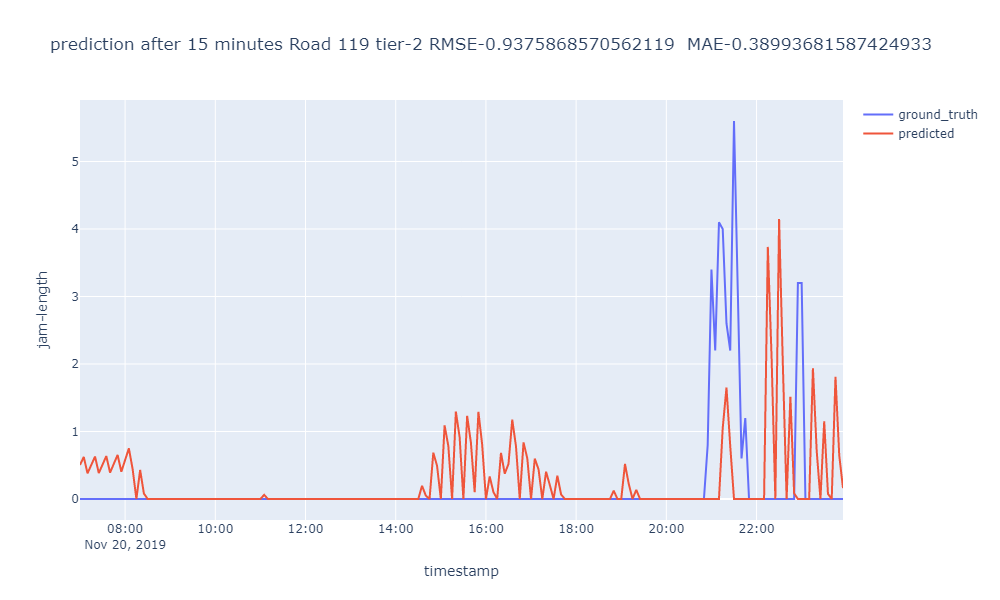 prediction after 15 minutes Road 119 tier-2 RMSE-0.9375868570562119  MAE-0.38993681587424933
ground_truth
predicted
jam-length
5
4
3
2
1
0
08:00
10:00
12:00
14:00
16:00
18:00
20:00
22:00
Nov 20, 2019
timestamp